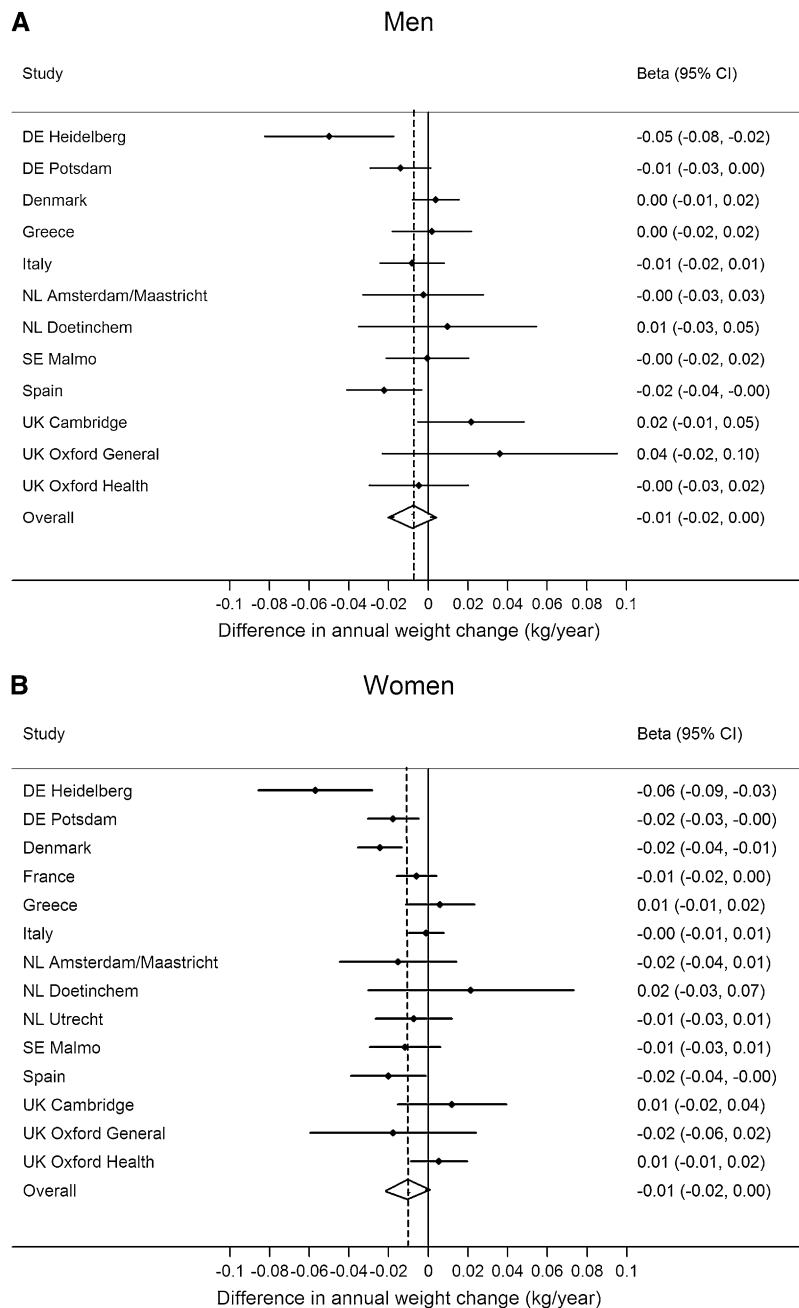 A Men
Study Beta (95% CI)
DE Heidelberg -0.05 (-0.08, -0.02)
DE Potsdam -0.01 (-0.03, 0.00)
Denmark 0.00 (-0.01, 0.02)
Greece 0.00 (-0.02, 0.02)
Italy -0.01 (-0.02, 0.01)
NL Amsterdam/Maastricht -0.00 (-0.03, 0.03)
NL Doetinchem 0.01 (-0.03, 0.05)
SE Malmo -0.00 (-0.02, 0.02)
Spain -0.02 (-0.04, -0.00)
UK Cambridge 0.02 (-0.01, 0.05)
UK Oxford General 0.04 (-0.02, 0.10)
UK Oxford Health -0.00 (-0.03, 0.02)
Overall -0.01 (-0.02, 0.00)
-0.1 -0.08 -0.06 -0.04 -0.02 0 0.02 0.04 0.06 0.08 0.1
Difference in annual weight change (kg/year)
B Women
Study Beta (95% CI)
DE Heidelberg -0.06 (-0.09, -0.03)
DE Potsdam -0.02 (-0.03, -0.00)
Denmark -0.02 (-0.04, -0.01)
France -0.01 (-0.02, 0.00)
Greece 0.01 (-0.01, 0.02)
Italy -0.00 (-0.01, 0.01)
NL Amsterdam/Maastricht -0.02 (-0.04, 0.01)
NL Doetinchem 0.02 (-0.03, 0.07)
NL Utrecht -0.01 (-0.03, 0.01)
SE Malmo -0.01 (-0.03, 0.01)
Spain -0.02 (-0.04, -0.00)
UK Cambridge 0.01 (-0.02, 0.04)
UK Oxford General -0.02 (-0.06, 0.02)
UK Oxford Health 0.01 (-0.01, 0.02)
Overall -0.01 (-0.02, 0.00)
-0.1 -0.08 -0.06 -0.04 -0.02 0 0.02 0.04 0.06 0.08 0.1
Difference in annual weight change (kg/year)